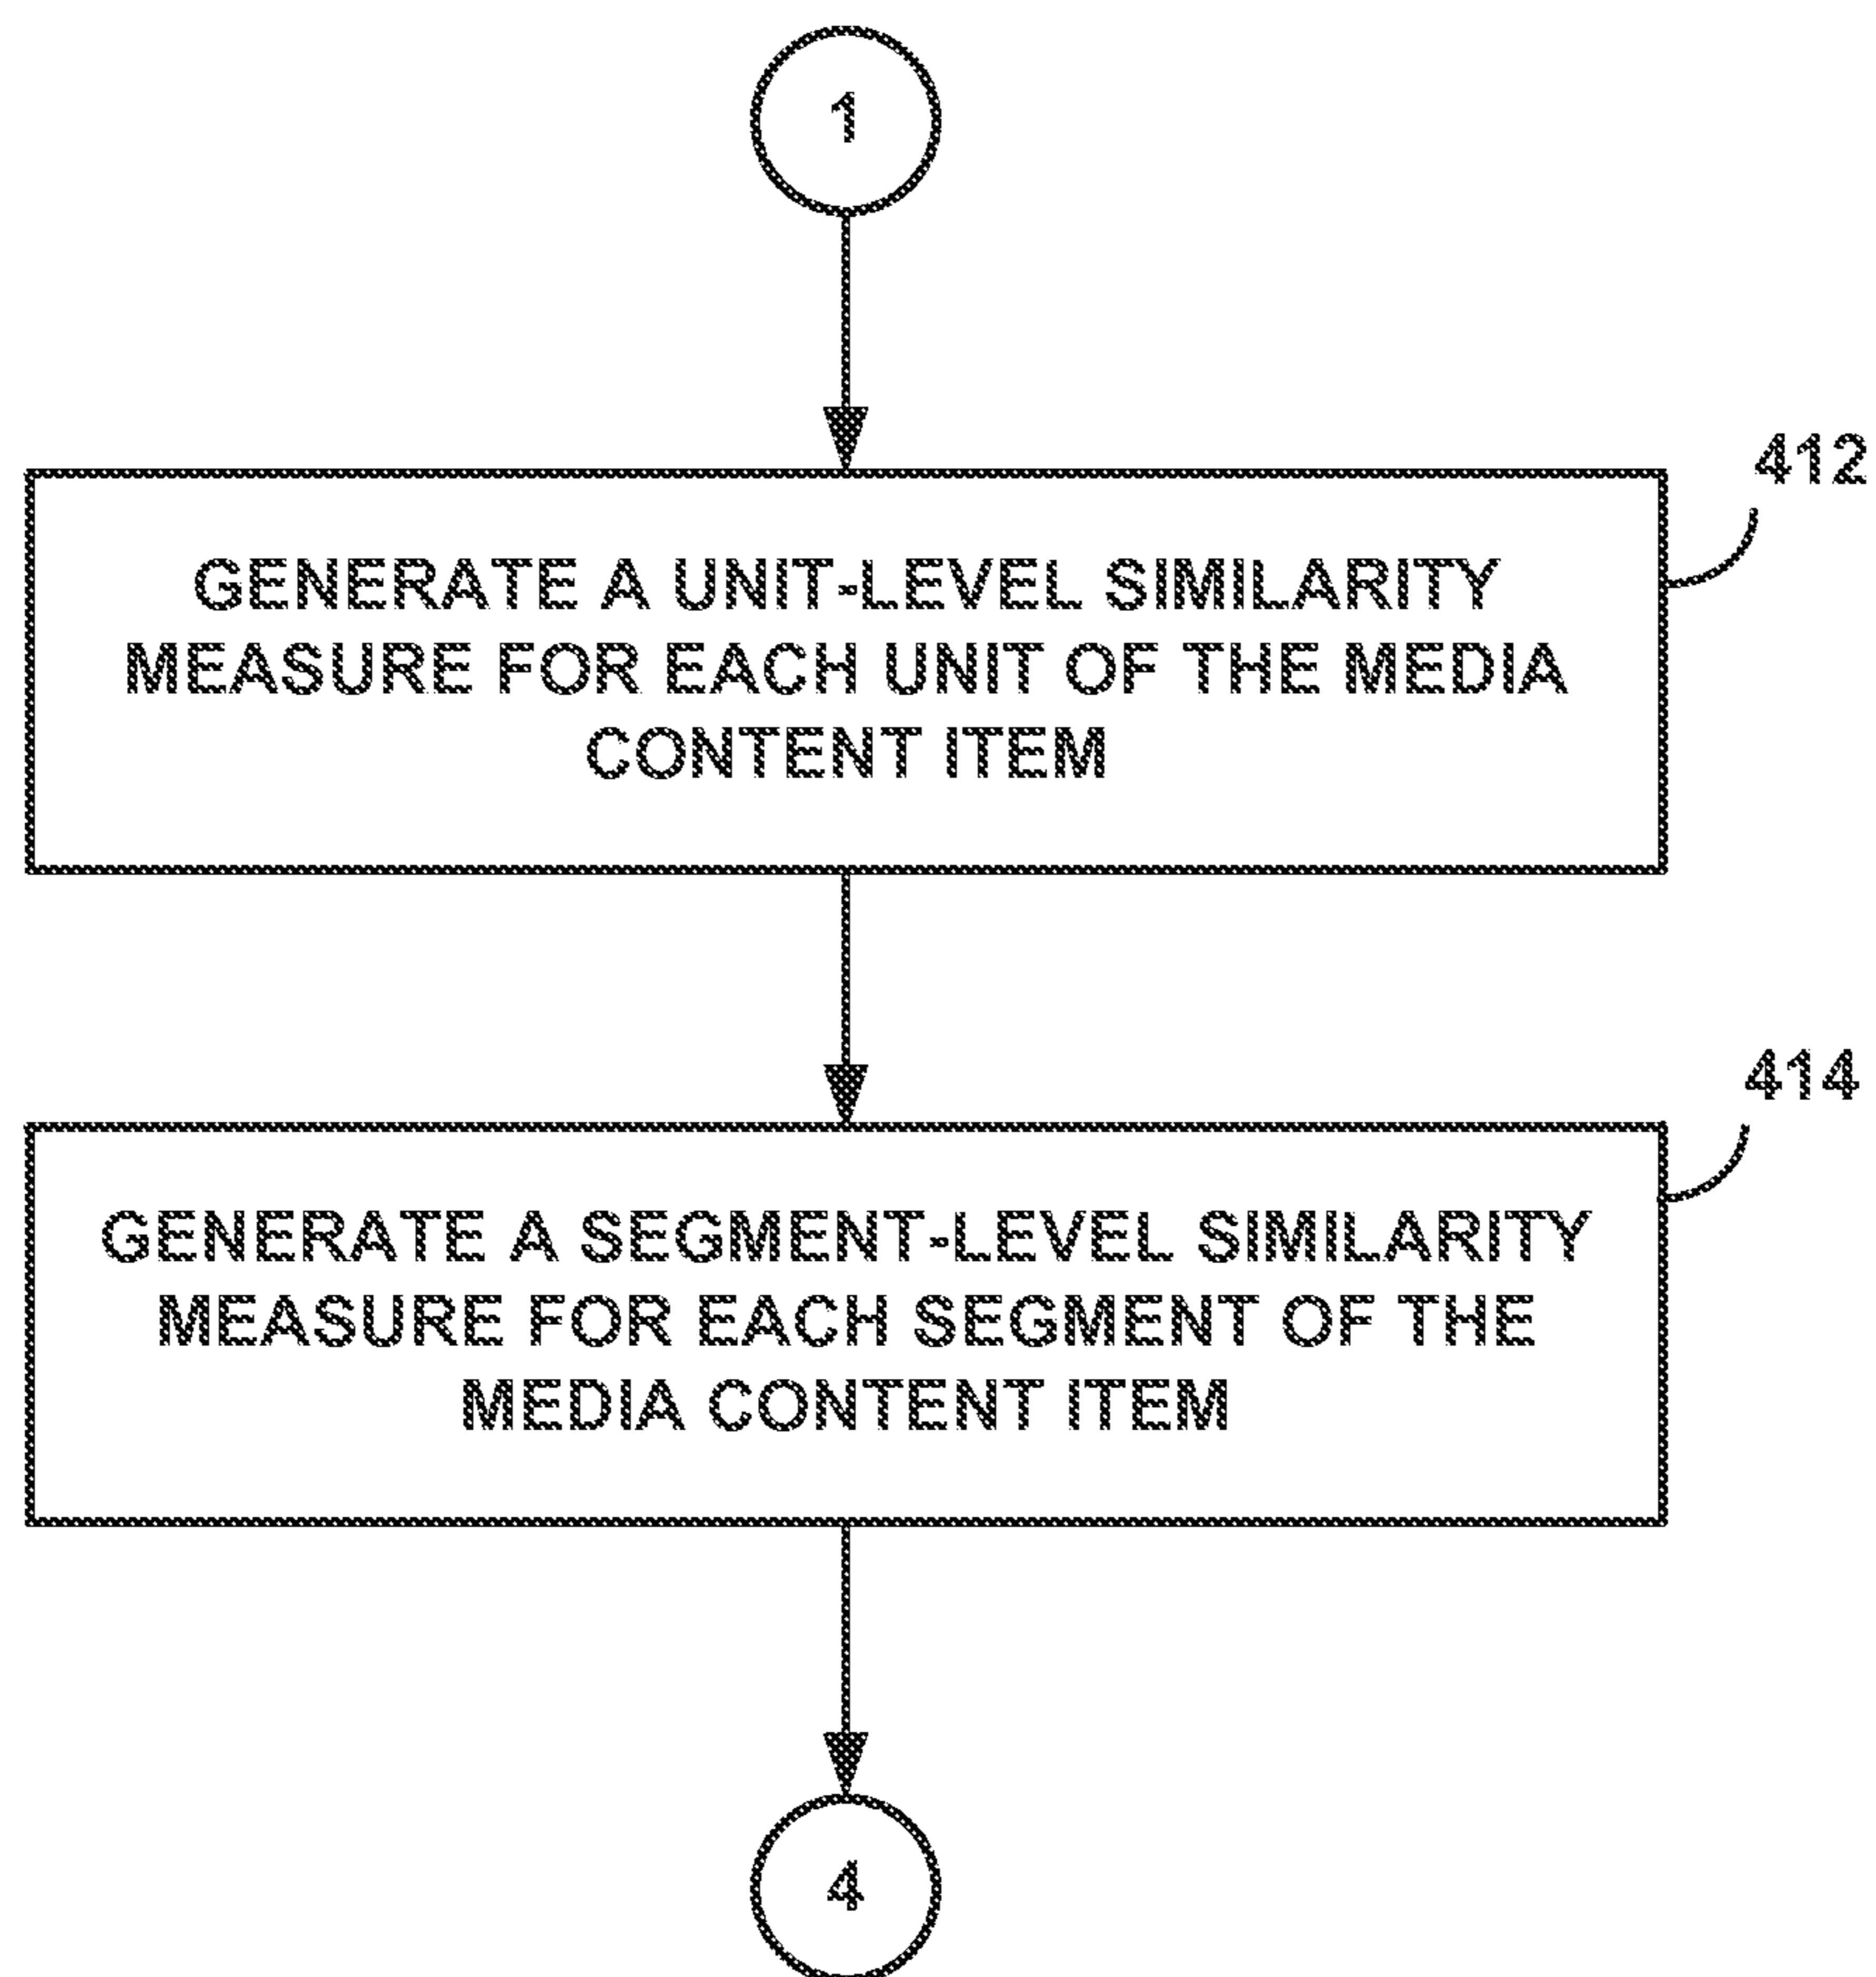 1
412
GENERATE A UNIT-LEVEL SIMILARITY
MEASURE FOR EACH UNIT OF THE MEDIA
CONTENT ITEM
414
GENERATE A SEGMENT-LEVEL SIMILARITY
MEASURE FOR EACH SEGMENT OF THE
MEDIA CONTENT ITEM
4